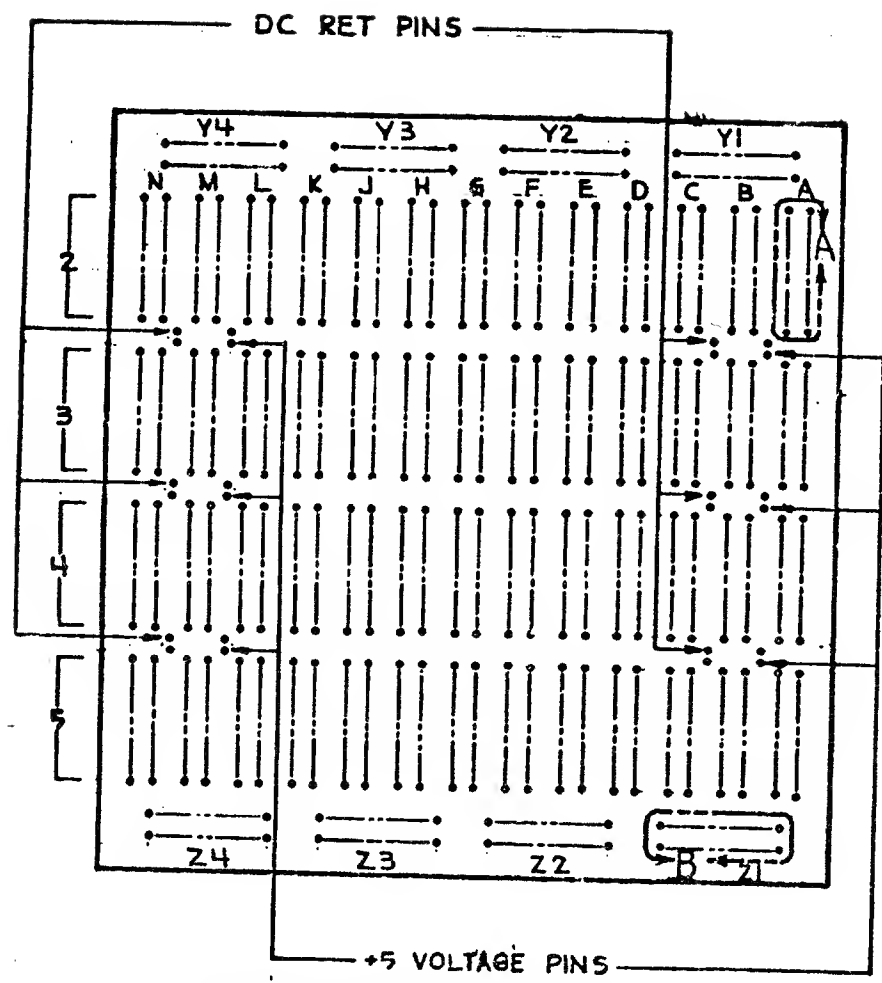 DC RET PINS
Y4 Y3 Y2 Y1
N M L K J H G F E D C B A
A
2
3
4
5
Z4 Z3 Z2 B Z1
+5 VOLTAGE PINS